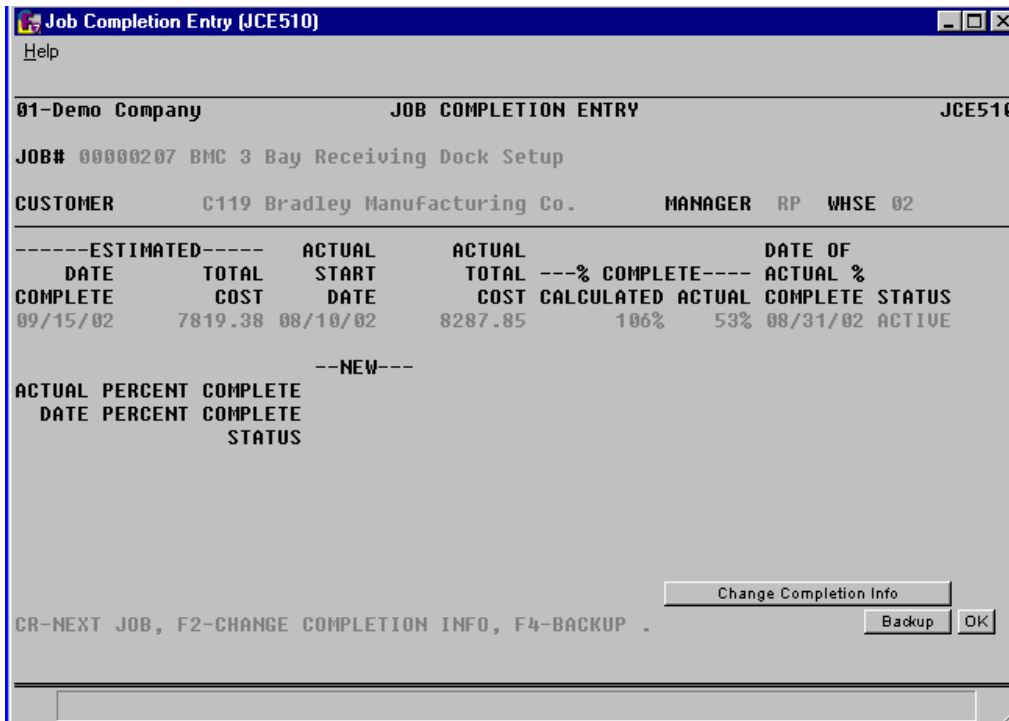 Job Completion Entry (JCE510)
Help
01-Demo Company JOB COMPLETION ENTRY JCE510
JOB# 00000207 BMC 3 Bay Receiving Dock Setup
CUSTOMER C119 Bradley Manufacturing Co. MANAGER RP WHSE 02
------ESTIMATED----- ACTUAL ACTUAL DATE OF
DATE TOTAL START TOTAL ---% COMPLETE---- ACTUAL %
COMPLETE COST DATE COST CALCULATED ACTUAL COMPLETE STATUS
09/15/02 7819.38 08/10/02 8287.85 106% 53% 08/31/02 ACTIVE
--NEW---
ACTUAL PERCENT COMPLETE
DATE PERCENT COMPLETE
STATUS
Change Completion Info
CR-NEXT JOB, F2-CHANGE COMPLETION INFO, F4-BACKUP . Backup OK